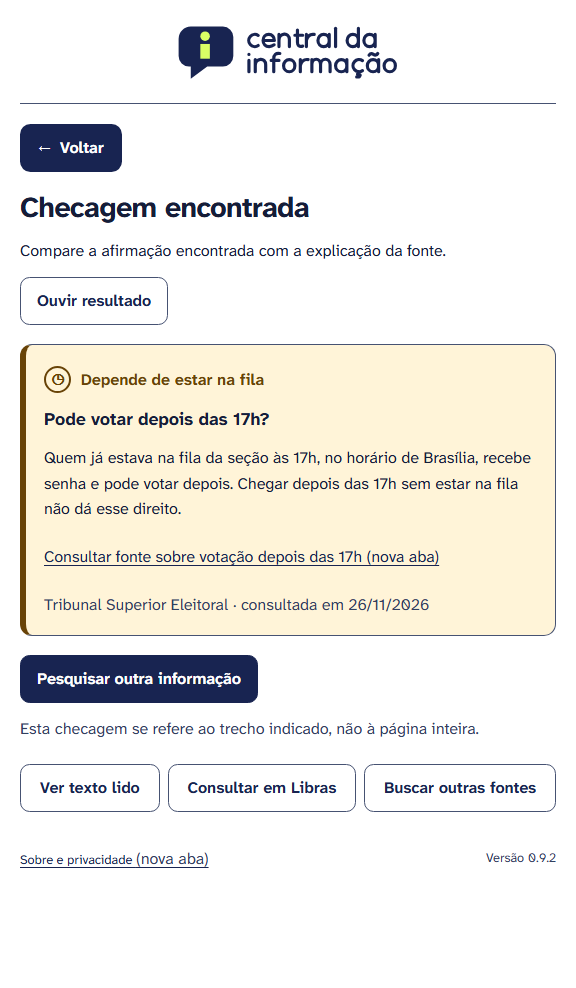 central da
informação
← Voltar
Checagem encontrada
Compare a afirmação encontrada com a explicação da fonte.
Ouvir resultado
Depende de estar na fila
Pode votar depois das 17h?
Quem já estava na fila da seção às 17h, no horário de Brasília, recebe
senha e pode votar depois. Chegar depois das 17h sem estar na fila
não dá esse direito.
Consultar fonte sobre votação depois das 17h (nova aba)
Tribunal Superior Eleitoral · consultada em 26/11/2026
Pesquisar outra informação
Esta checagem se refere ao trecho indicado, não à página inteira.
Ver texto lido
Consultar em Libras
Buscar outras fontes
Sobre e privacidade (nova aba)
Versão 0.9.2